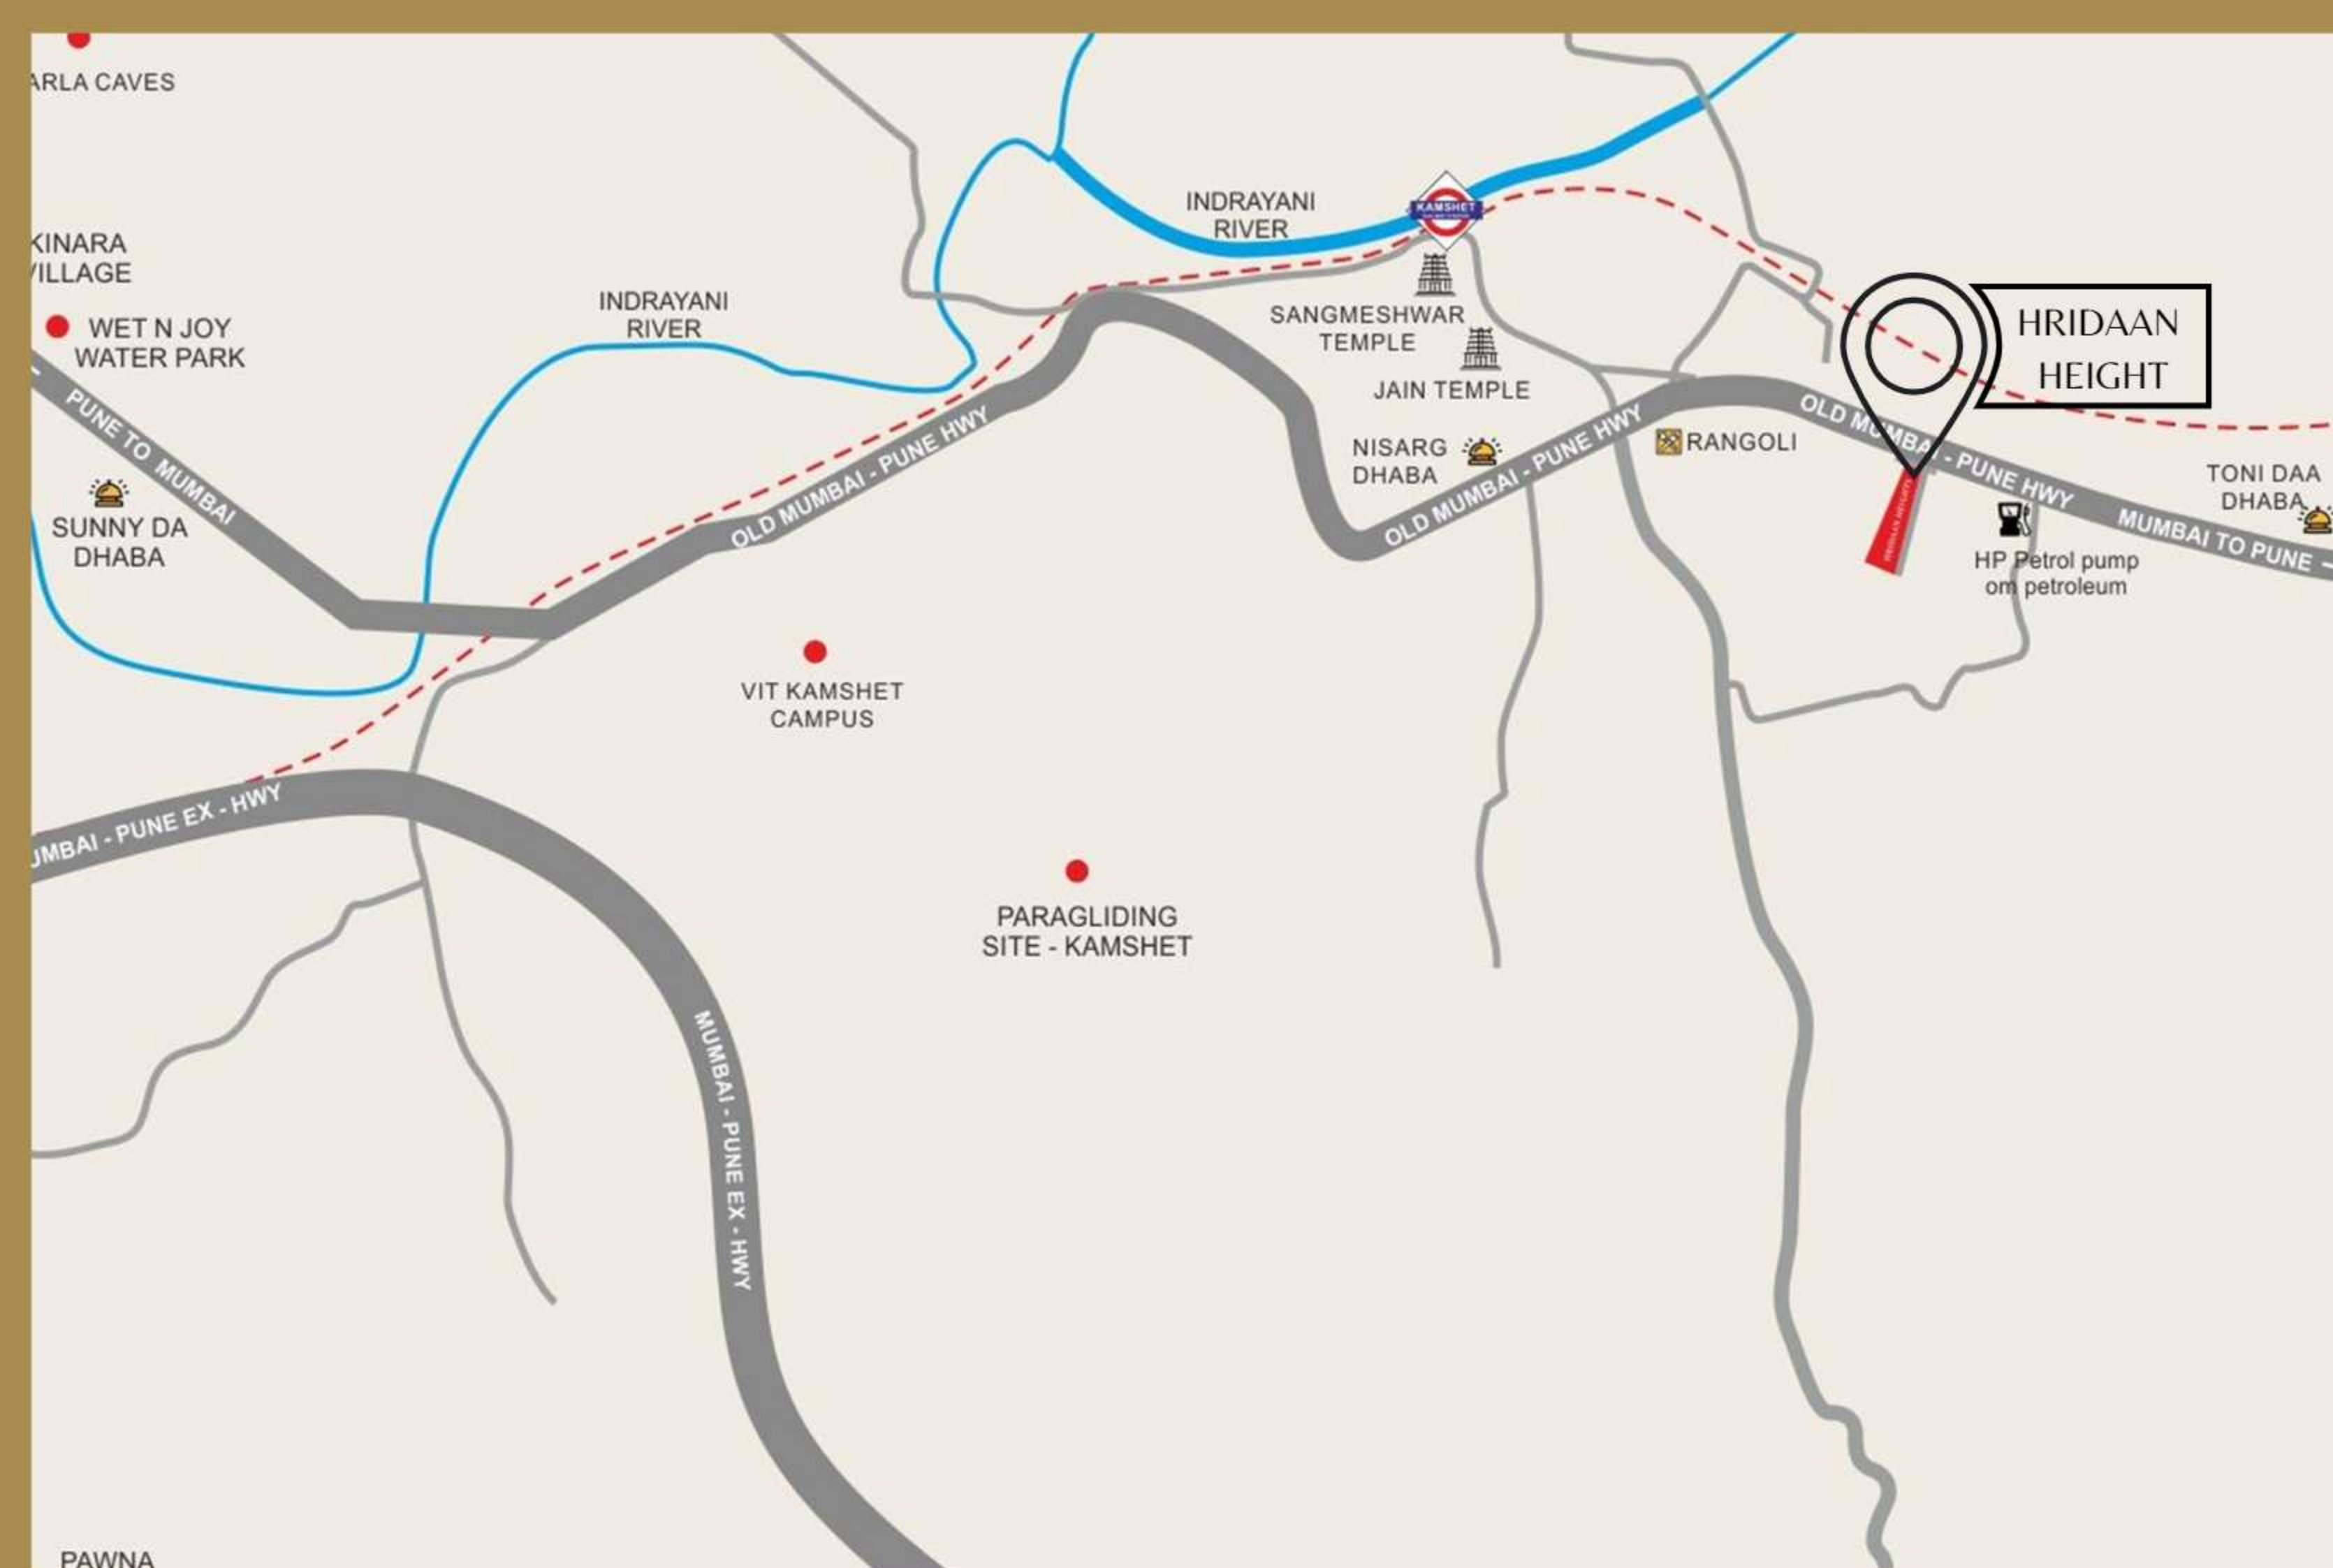 ARLA CAVES
KINARA
VILLAGE
WET N JOY
WATER PARK
PUNE TO MUMBAI
SUNNY DA
DHABA
INDRAYANI
RIVER
INDRAYANI
RIVER
KAMSHET
SANGMESHWAR
TEMPLE
JAIN TEMPLE
NISARG
DHABA
RANGOLI
HRIDAAN
HEIGHT
HRIDAAN HEIGHTS
OLD MUMBAI - PUNE HWY
OLD MUMBAI - PUNE HWY
OLD MUMBAI - PUNE HWY
MUMBAI TO PUNE
TONI DAA
DHABA
HP Petrol pump
om petroleum
VIT KAMSHET
CAMPUS
UMBAI - PUNE EX - HWY
PARAGLIDING
SITE - KAMSHET
MUMBAI - PUNE EX - HWY
PAWNA